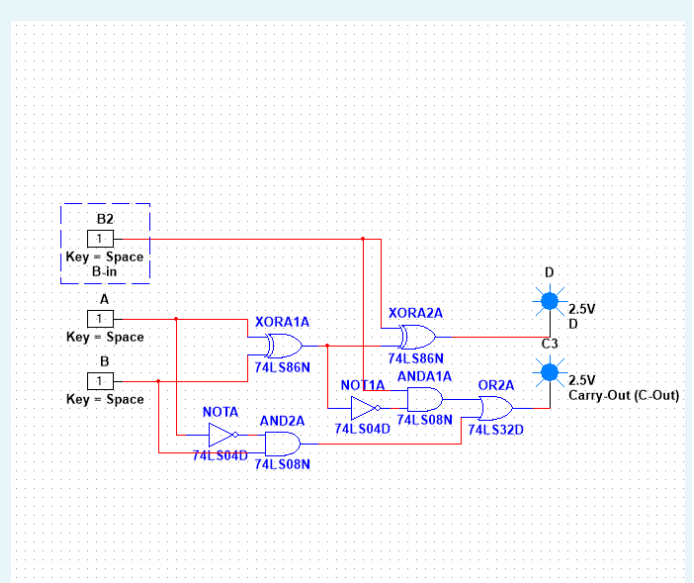 B2
1
Key = Space
B-in
A
1
Key = Space
B
1
Key = Space
XORA1A
74LS86N
XORA2A
74LS86N
NOTA
74LS04D
AND2A
74LS08N
NOT1A
74LS04D
ANDA1A
74LS08N
OR2A
74LS32D
D
2.5V
D
C3
2.5V
Carry-Out (C-Out)